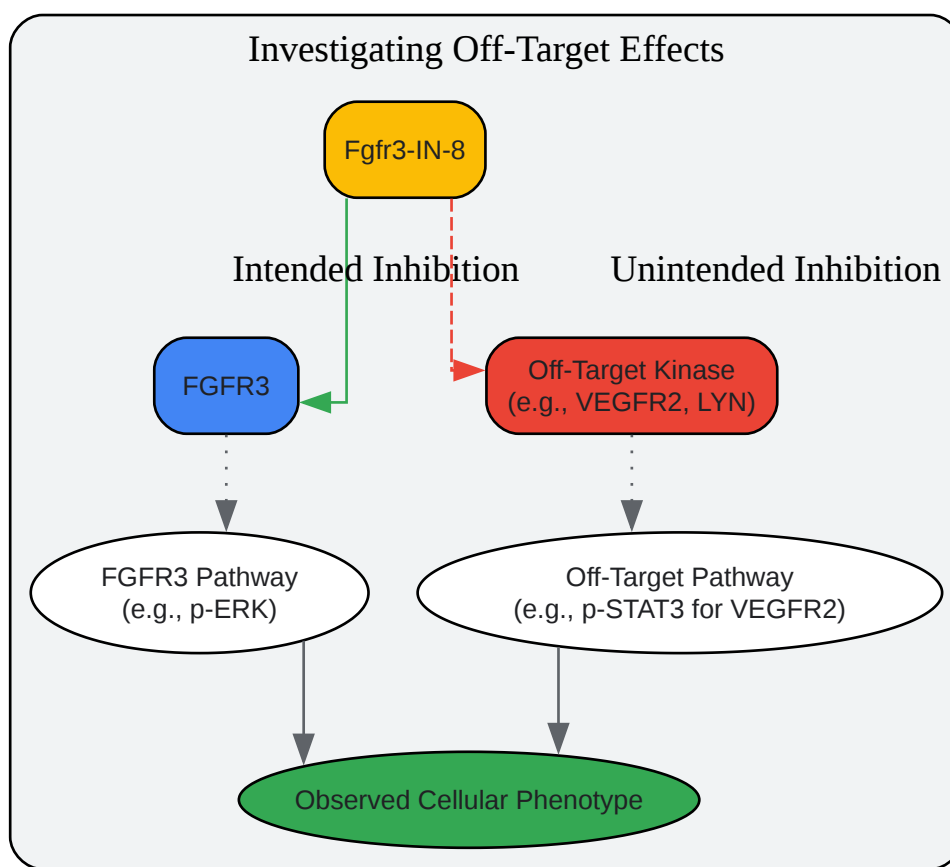 Investigating Off-Target Effects
Fgfr3-IN-8
Intended Inhibition
Unintended Inhibition
FGFR3
Off-Target Kinase
(e.g., VEGFR2, LYN)
FGFR3 Pathway
(e.g., p-ERK)
Off-Target Pathway
(e.g., p-STAT3 for VEGFR2)
Observed Cellular Phenotype